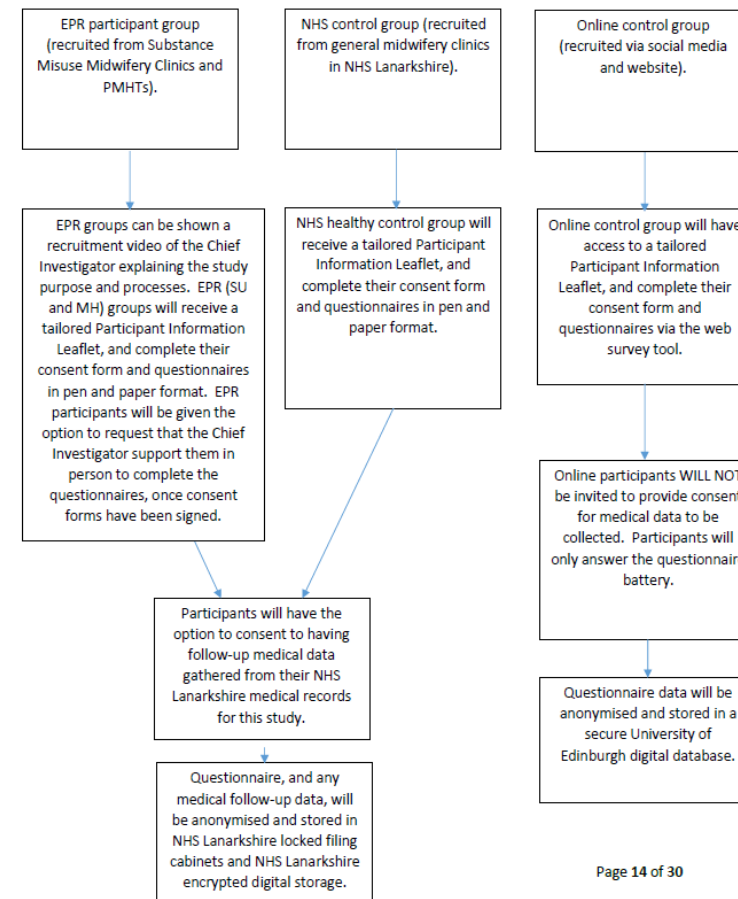 EPR participant group
(recruited from Substance
Misuse Midwifery Clinics and
PMHTs).
NHS control group (recruited
from general midwifery clinics
in NHS Lanarkshire).
Online control group
(recruited via social media
and website).
EPR groups can be shown a
recruitment video of the Chief
Investigator explaining the study
purpose and processes. EPR (SU
and MH) groups will receive a
tailored Participant Information
Leaflet, and complete their
consent form and questionnaires
in pen and paper format. EPR
participants will be given the
option to request that the Chief
Investigator support them in
person to complete the
questionnaires, once consent
forms have been signed.
NHS healthy control group will
receive a tailored Participant
Information Leaflet, and
complete their consent form
and questionnaires in pen and
paper format.
Online control group will have
access to a tailored
Participant Information
Leaflet, and complete their
consent form and
questionnaires via the web
survey tool.
Online participants WILL NOT
be invited to provide consent
for medical data to be
collected. Participants will
only answer the questionnair
battery.
Participants will have the
option to consent to having
follow-up medical data
gathered from their NHS
Lanarkshire medical records
for this study.
Questionnaire data will be
anonymised and stored in a
secure University of
Edinburgh digital database.
Questionnaire, and any
medical follow-up data, will
be anonymised and stored in
NHS Lanarkshire locked filing
cabinets and NHS Lanarkshire
encrypted digital storage.
Page 14 of 30